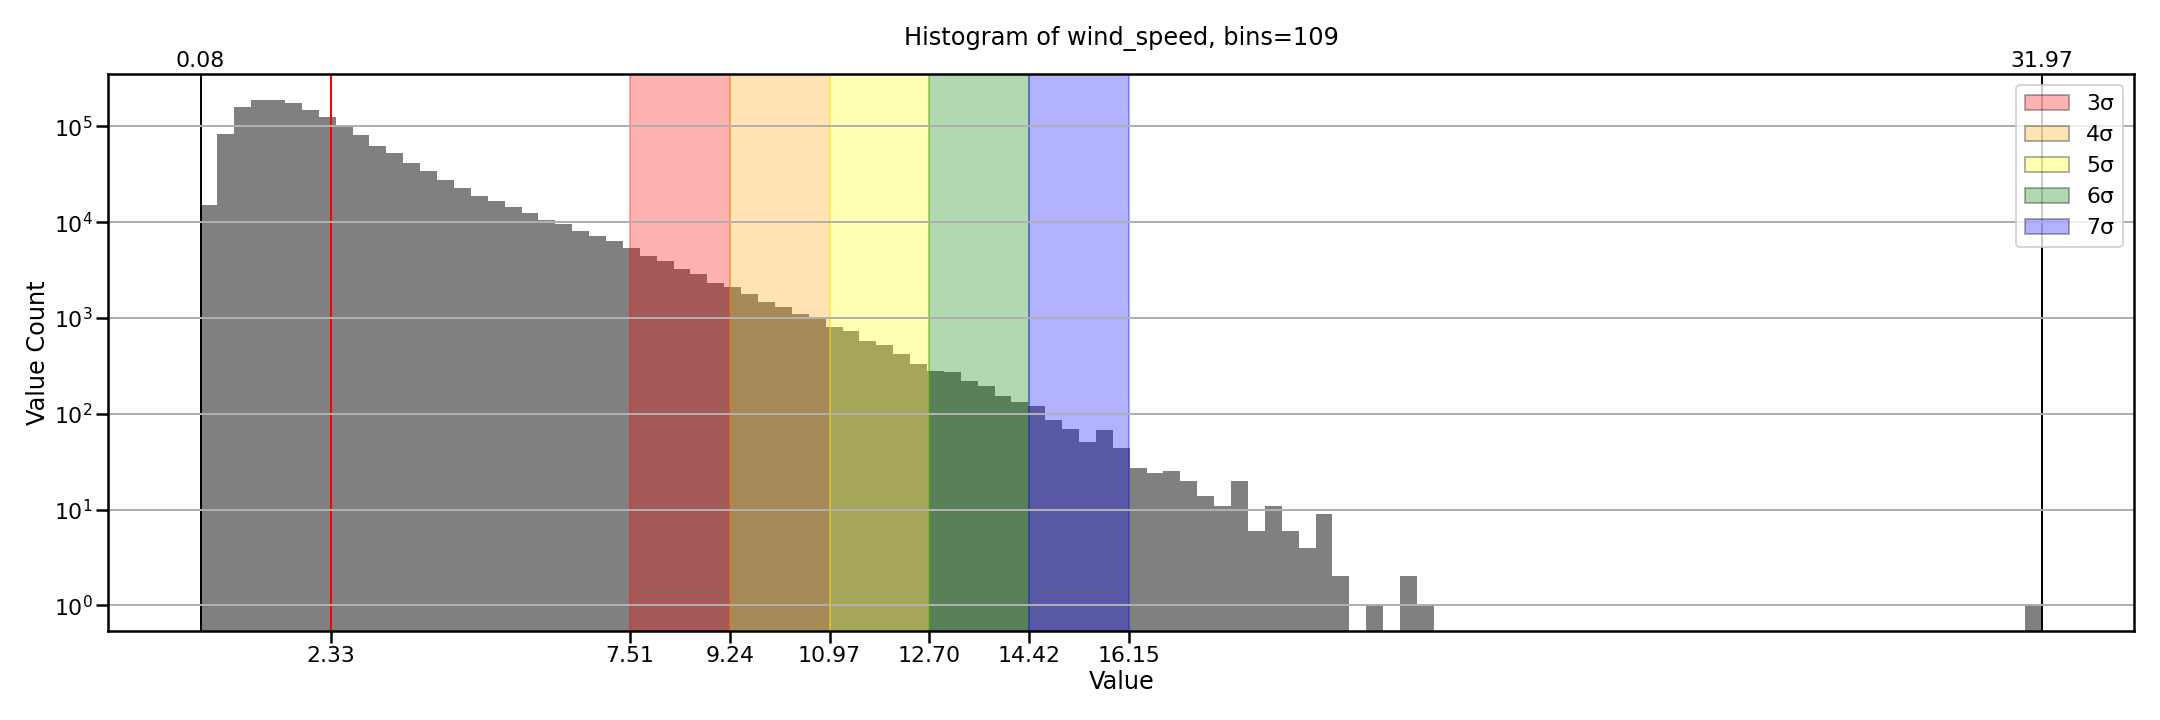 Histogram of wind_speed, bins=109
0.08 31.97
3σ
4σ
5σ
6σ
7σ
10⁵
10⁴
10³
10²
10¹
10⁰
Value Count
2.33 7.51 9.24 10.97 12.70 14.42 16.15
Value